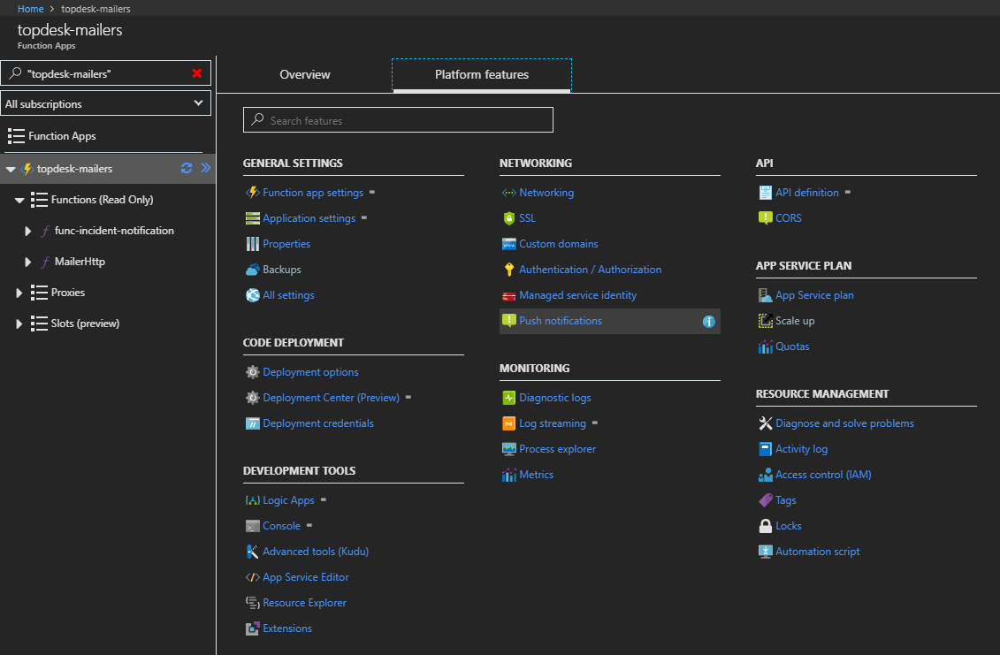 Home > topdesk-mailers
topdesk-mailers
Function Apps
"topdesk-mailers"
All subscriptions
Function Apps
topdesk-mailers
Functions (Read Only)
func-incident-notification
MailerHttp
Proxies
Slots (preview)
Overview
Platform features
Search features
GENERAL SETTINGS
Function app settings
Application settings
Properties
Backups
All settings
CODE DEPLOYMENT
Deployment options
Deployment Center (Preview)
Deployment credentials
DEVELOPMENT TOOLS
Logic Apps
Console
Advanced tools (Kudu)
App Service Editor
Resource Explorer
Extensions
NETWORKING
Networking
SSL
Custom domains
Authentication / Authorization
Managed service identity
Push notifications
MONITORING
Diagnostic logs
Log streaming
Process explorer
Metrics
API
API definition
CORS
APP SERVICE PLAN
App Service plan
Scale up
Quotas
RESOURCE MANAGEMENT
Diagnose and solve problems
Activity log
Access control (IAM)
Tags
Locks
Automation script